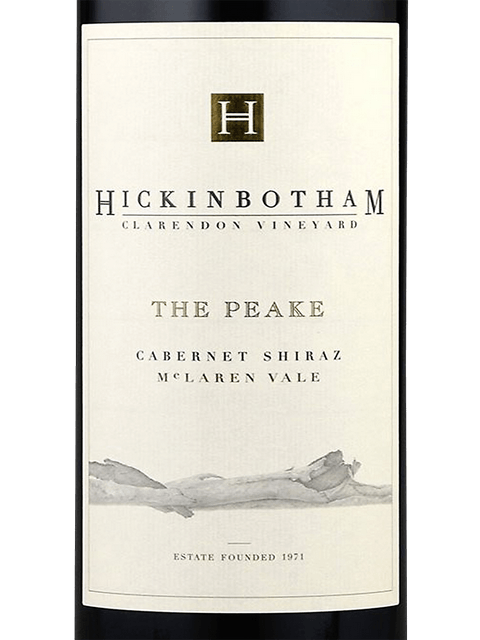 H
HICKINBOTHAM
CLARENDON VINEYARD
THE PEAKE
CABERNET SHIRAZ
McLAREN VALE
ESTATE FOUNDED 1971